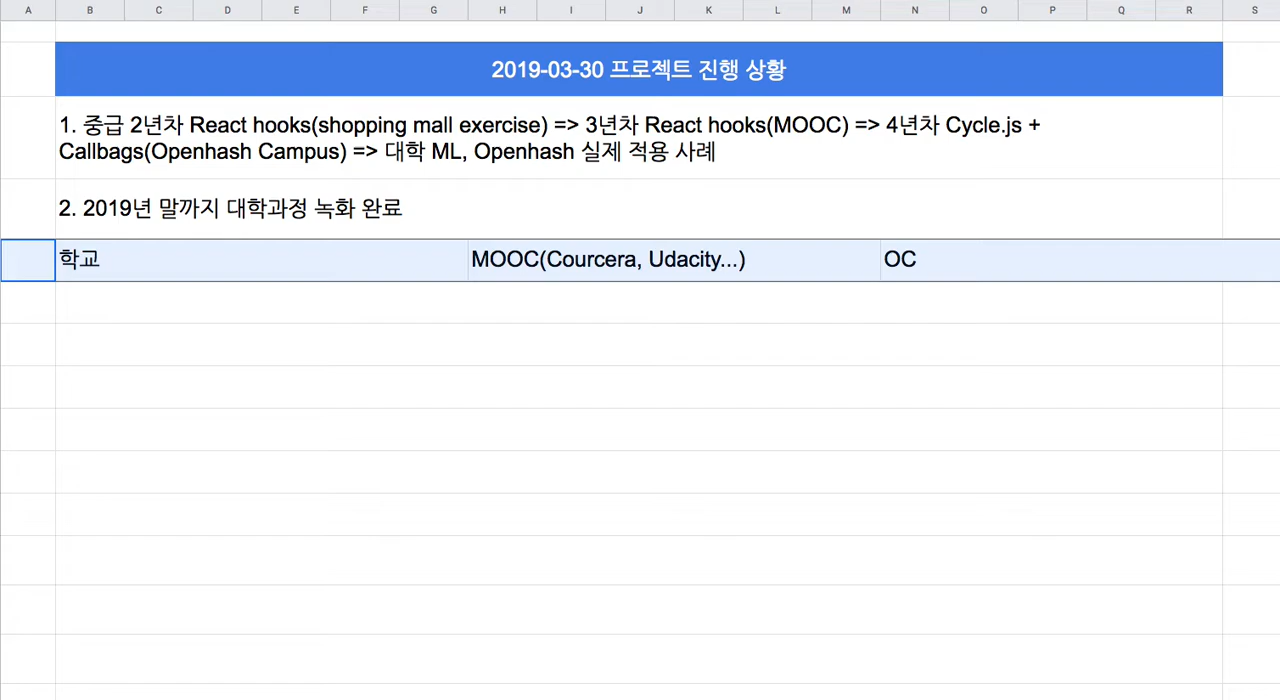 A B C D E F G H I J K L M N O P Q R S
2019-03-30 프로젝트 진행 상황
1. 중급 2년차 React hooks(shopping mall exercise) => 3년차 React hooks(MOOC) => 4년차 Cycle.js +
Callbags(Openhash Campus) => 대학 ML, Openhash 실제 적용 사례
2. 2019년 말까지 대학과정 녹화 완료
학교 MOOC(Courcera, Udacity...) OC